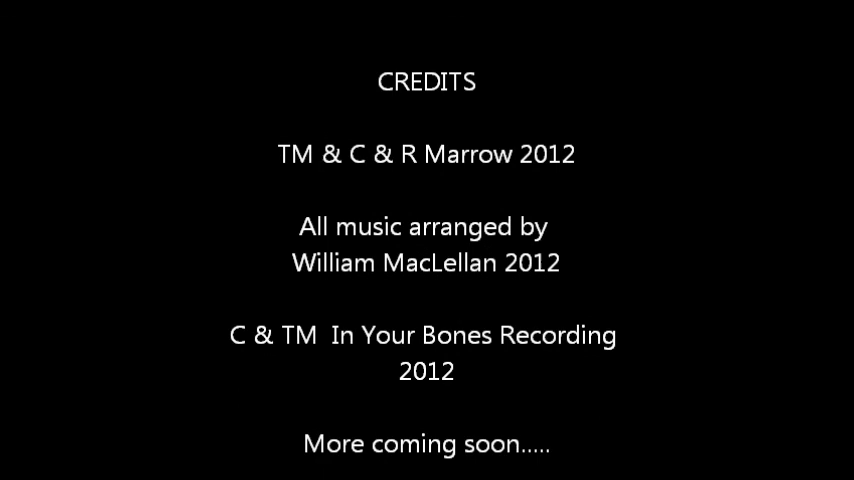 CREDITS
TM & C & R Marrow 2012
All music arranged by
William MacLellan 2012
C & TM  In Your Bones Recording
2012
More coming soon.....